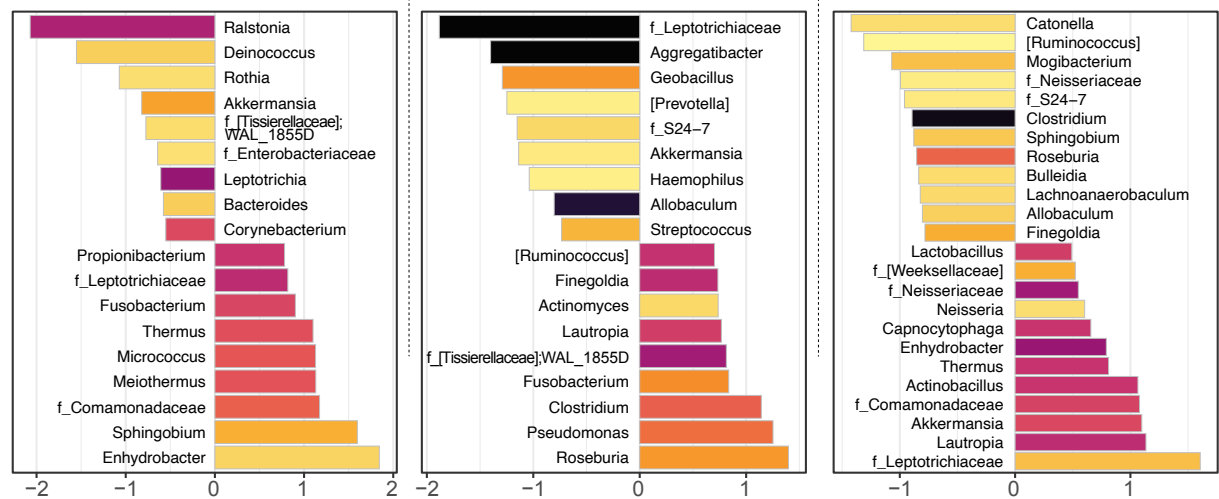 Ralstonia
Deinococcus
Rothia
Akkermansia
f_[Tissierellaceae];
WAL_1855D
f_Enterobacteriaceae
Leptotrichia
Bacteroides
Corynebacterium
Propionibacterium
f_Leptotrichiaceae
Fusobacterium
Thermus
Micrococcus
Meiothermus
f_Comamonadaceae
Sphingobium
Enhydrobacter
−2 −1 0 1 2
f_Leptotrichiaceae
Aggregatibacter
Geobacillus
[Prevotella]
f_S24−7
Akkermansia
Haemophilus
Allobaculum
Streptococcus
[Ruminococcus]
Finegoldia
Actinomyces
Lautropia
f_[Tissierellaceae];WAL_1855D
Fusobacterium
Clostridium
Pseudomonas
Roseburia
−2 −1 0 1
Catonella
[Ruminococcus]
Mogibacterium
f_Neisseriaceae
f_S24−7
Clostridium
Sphingobium
Roseburia
Bulleidia
Lachnoanaerobaculum
Allobaculum
Finegoldia
Lactobacillus
f_[Weeksellaceae]
f_Neisseriaceae
Neisseria
Capnocytophaga
Enhydrobacter
Thermus
Actinobacillus
f_Comamonadaceae
Akkermansia
Lautropia
f_Leptotrichiaceae
−1 0 1